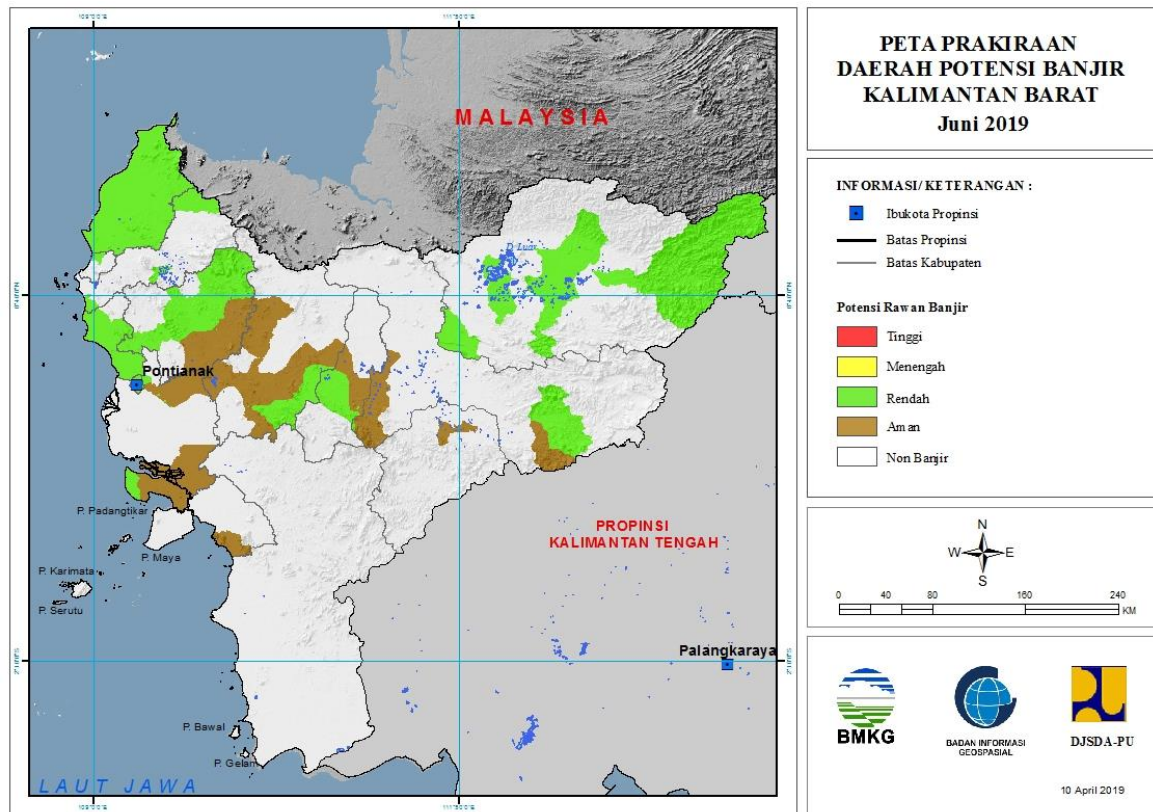 PETA PRAKIRAAN
DAERAH POTENSI BANJIR
KALIMANTAN BARAT
Juni 2019
INFORMASI/ KETERANGAN :
Ibukota Propinsi
Batas Propinsi
Batas Kabupaten
Potensi Rawan Banjir
Tinggi
Menengah
Rendah
Aman
Non Banjir
N
W
E
S
0 40 80 160 240
KM
BMKG
BADAN INFORMASI
GEOSPASIAL
DJSDA-PU
10 April 2019
MALAYSIA
D. Luar
Pontianak
P. Padangtikar
P. Maya
P. Karimata
P. Serutu
PROPINSI
KALIMANTAN TENGAH
Palangkaraya
P. Bawal
P. Gelam
LAUT JAWA